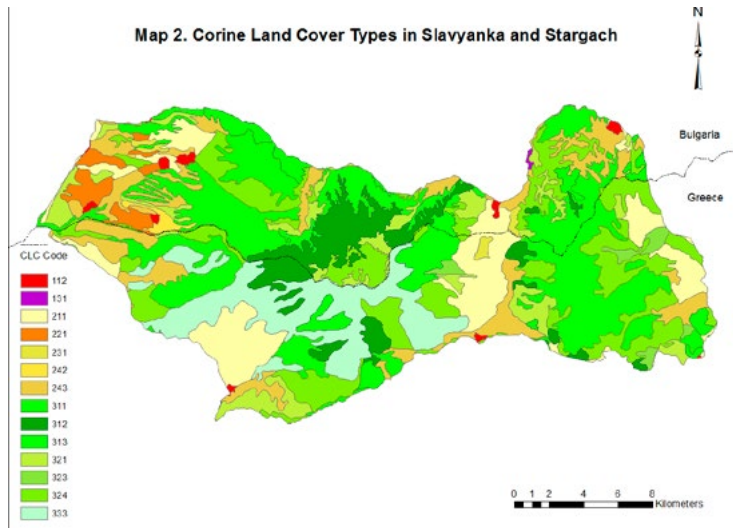 Map 2. Corine Land Cover Types in Slavyanka and Stargach
N
Bulgaria
Greece
CLC Code
112
131
211
221
231
242
243
311
312
313
321
323
324
333
0 1 2 4 6 8
Kilometers